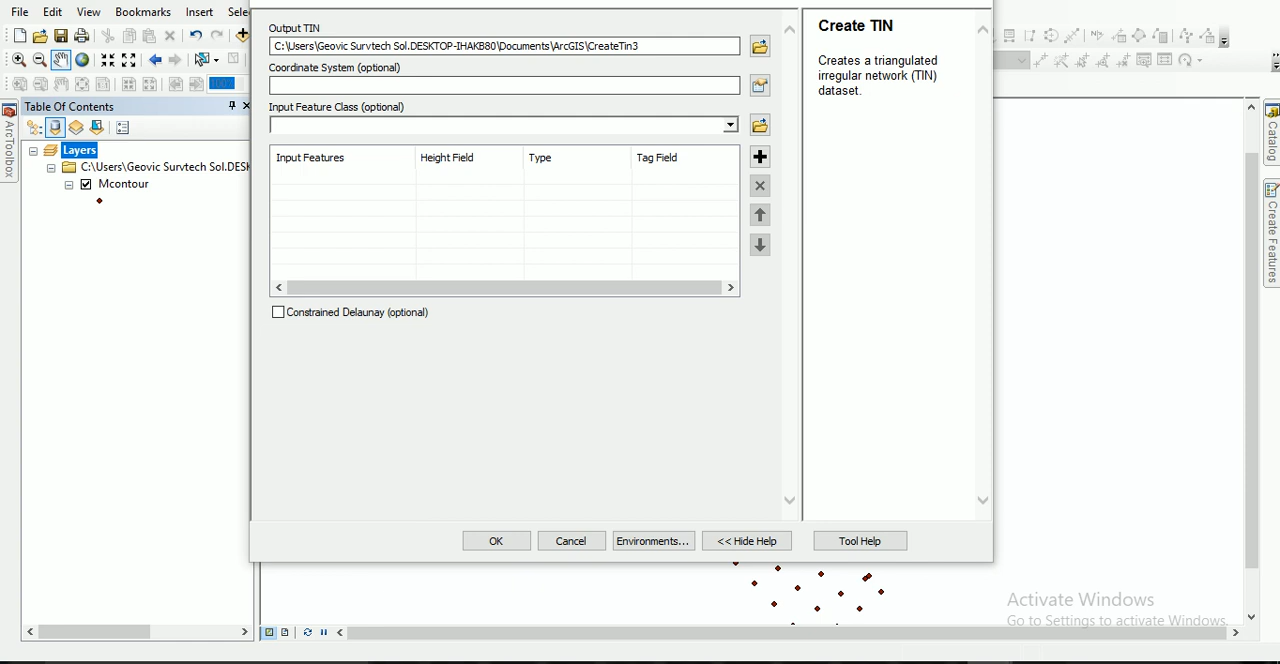 File Edit View Bookmarks Insert Selec
Output TIN
C:\Users\Geovic Survtech Sol.DESKTOP-IHAKB80\Documents\ArcGIS\CreateTin3
Coordinate System (optional)
Input Feature Class (optional)
Input Features Height Field Type Tag Field
Constrained Delaunay (optional)
OK Cancel Environments... << Hide Help Tool Help
Create TIN
Creates a triangulated
irregular network (TIN)
dataset.
100%
Table Of Contents
Layers
C:\Users\Geovic Survtech Sol.DESK
Mcontour
ArcToolbox
Catalog
Create Features
Activate Windows
Go to Settings to activate Windows.